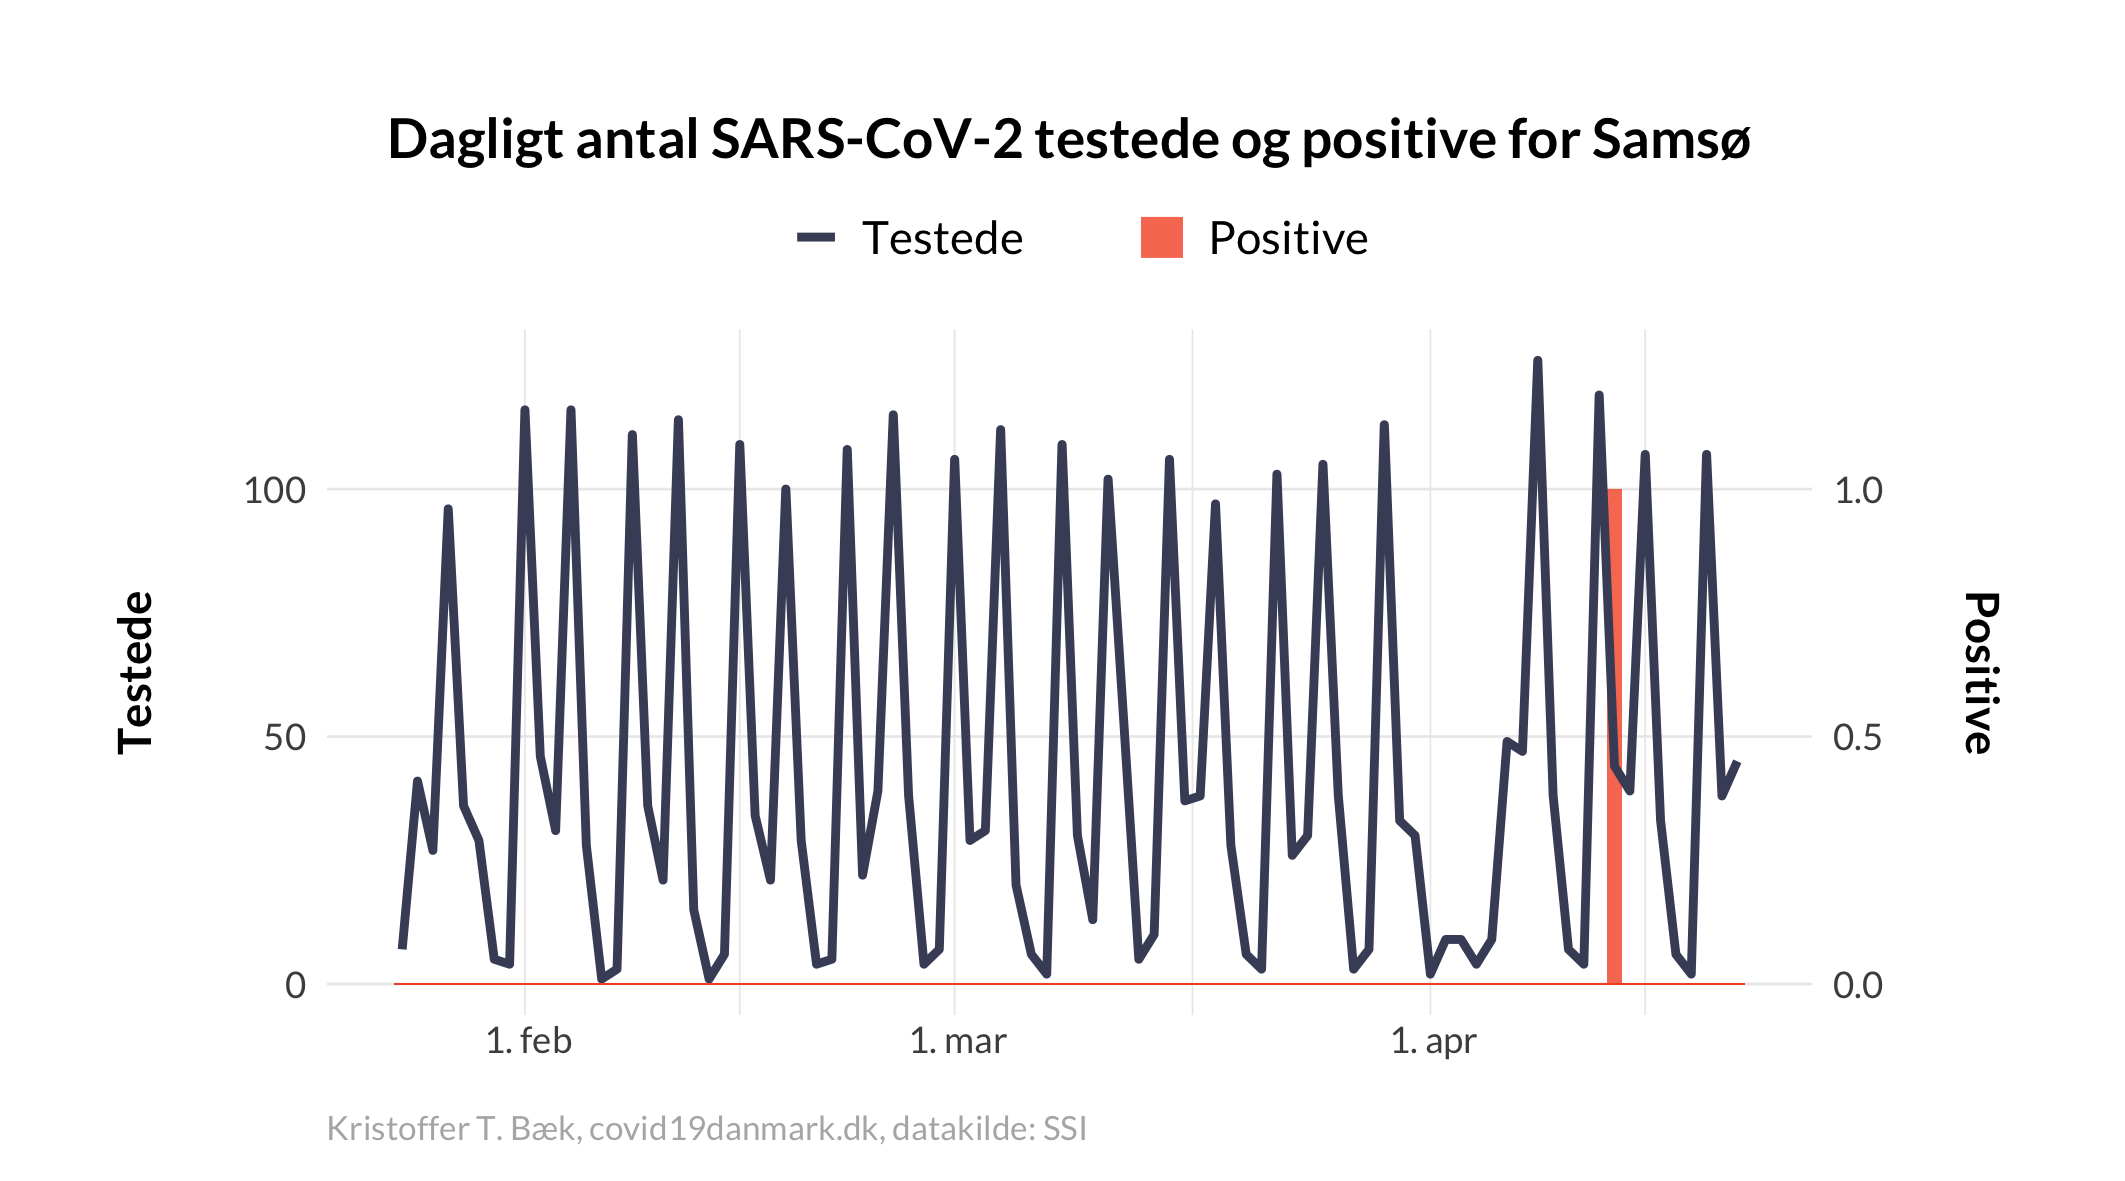 Dagligt antal SARS-CoV-2 testede og positive for Samsø
Testede
Positive
100
50
0
1.0
0.5
0.0
Testede
Positive
1. feb
1. mar
1. apr
Kristoffer T. Bæk, covid19danmark.dk, datakilde: SSI